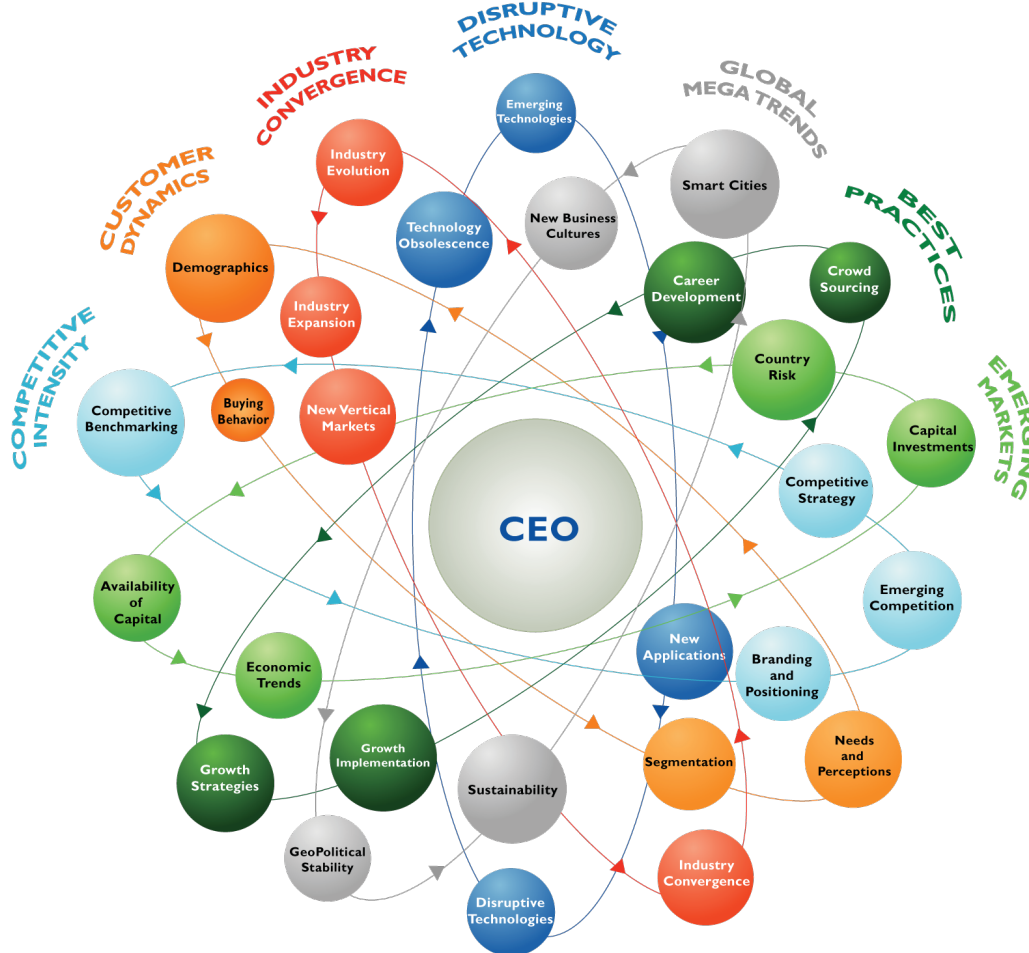 DISRUPTIVE
TECHNOLOGY
INDUSTRY
CONVERGENCE
GLOBAL
MEGA TRENDS
CUSTOMER
DYNAMICS
BEST
PRACTICES
COMPETITIVE
INTENSITY
EMERGING
MARKETS
Emerging
Technologies
Industry
Evolution
Smart Cities
New Business
Cultures
Technology
Obsolescence
Demographics
Career
Development
Crowd
Sourcing
Industry
Expansion
Country
Risk
Buying
Behavior
New Vertical
Markets
Competitive
Benchmarking
Capital
Investments
Competitive
Strategy
CEO
Availability
of
Capital
Emerging
Competition
New
Applications
Economic
Trends
Branding
and
Positioning
Growth
Strategies
Growth
Implementation
Sustainability
Segmentation
Needs
and
Perceptions
GeoPolitical
Stability
Industry
Convergence
Disruptive
Technologies